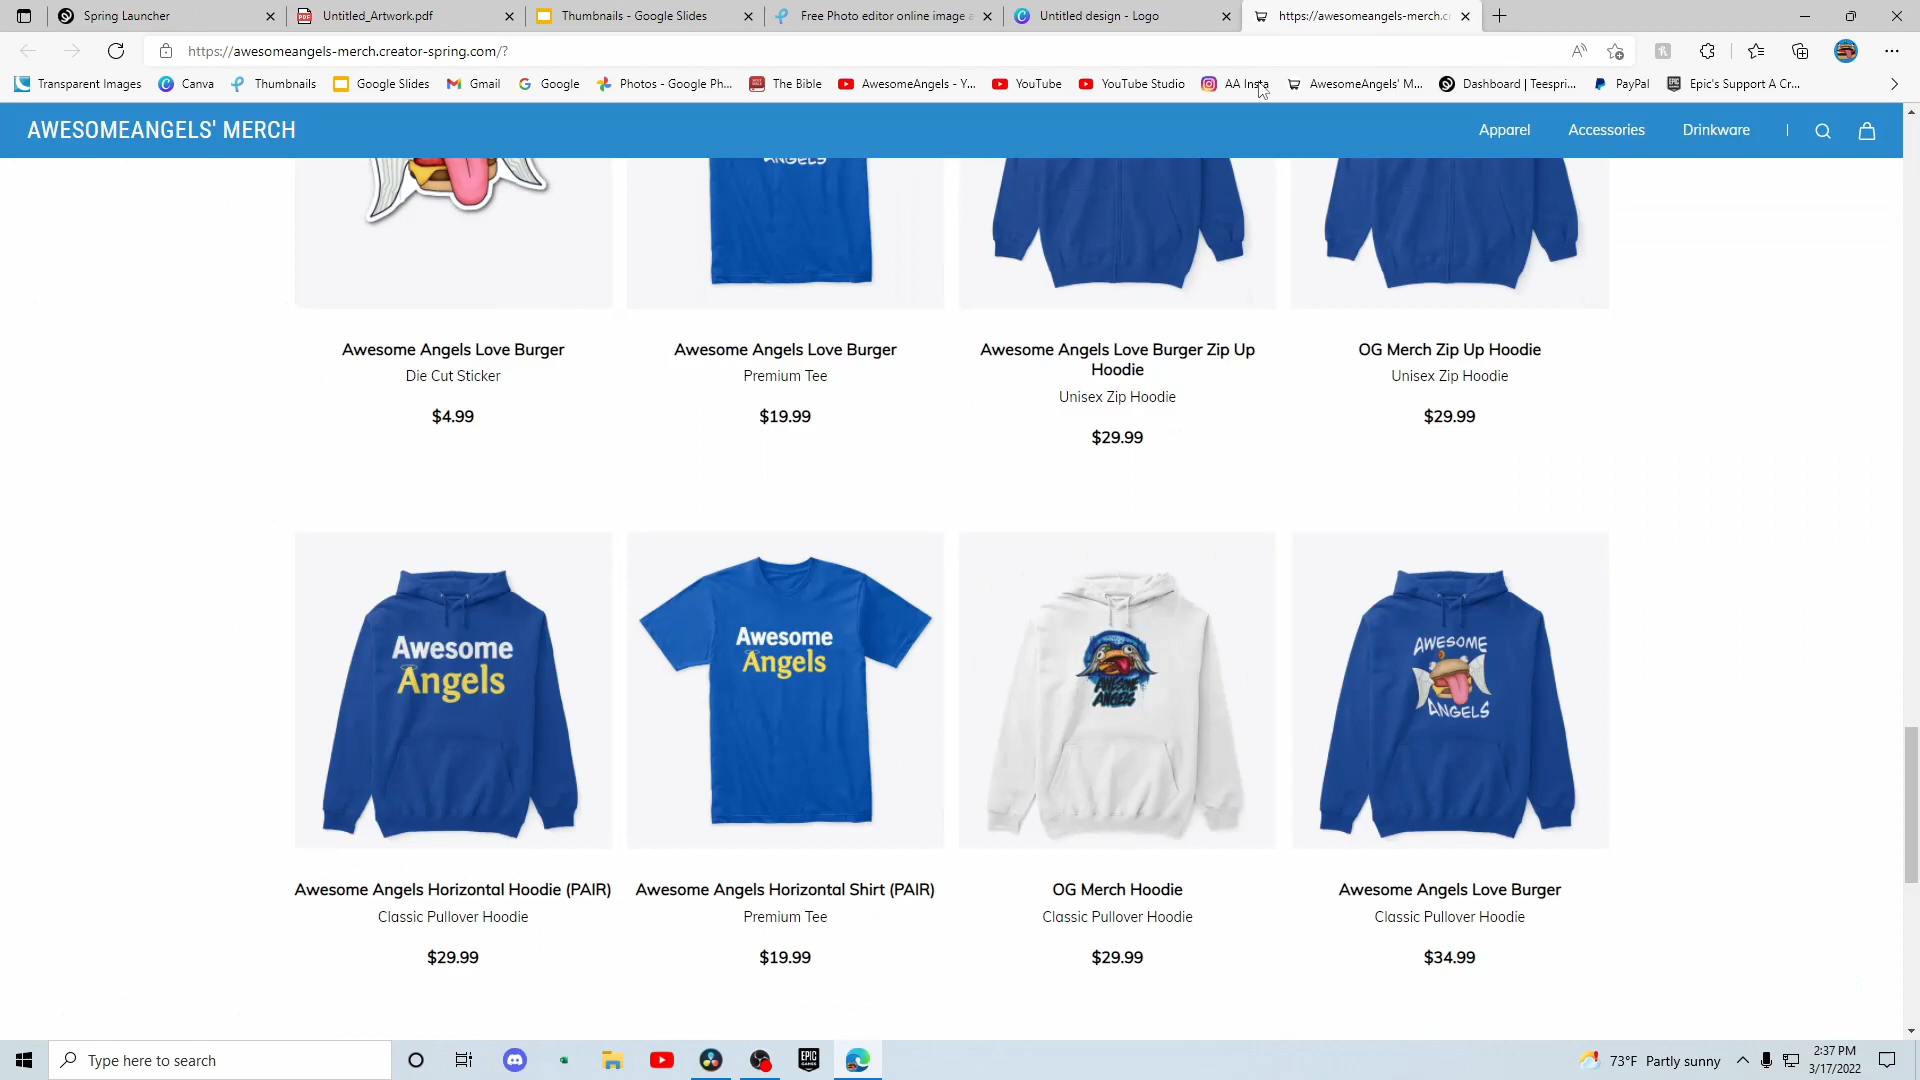 Spring Launcher
Untitled_Artwork.pdf
Thumbnails - Google Slides
Free Photo editor online image a
Untitled design - Logo
https://awesomeangels-merch.c
https://awesomeangels-merch.creator-spring.com/?
Transparent Images
Canva
Thumbnails
Google Slides
Gmail
Google
Photos - Google Ph...
The Bible
AwesomeAngels - Y...
YouTube
YouTube Studio
AA Insta
AwesomeAngels' M...
Dashboard | Teespri...
PayPal
Epic's Support A Cr...
AWESOMEANGELS' MERCH
Apparel
Accessories
Drinkware
ANGELS
Awesome Angels Love Burger
Die Cut Sticker
$4.99
Awesome Angels Love Burger
Premium Tee
$19.99
Awesome Angels Love Burger Zip Up
Hoodie
Unisex Zip Hoodie
$29.99
OG Merch Zip Up Hoodie
Unisex Zip Hoodie
$29.99
Awesome
Angels
Awesome
Angels
AWESOME
ANGELS
AWESOME
ANGELS
Awesome Angels Horizontal Hoodie (PAIR)
Classic Pullover Hoodie
$29.99
Awesome Angels Horizontal Shirt (PAIR)
Premium Tee
$19.99
OG Merch Hoodie
Classic Pullover Hoodie
$29.99
Awesome Angels Love Burger
Classic Pullover Hoodie
$34.99
Type here to search
EPIC
GAMES
73°F Partly sunny
2:37 PM
3/17/2022